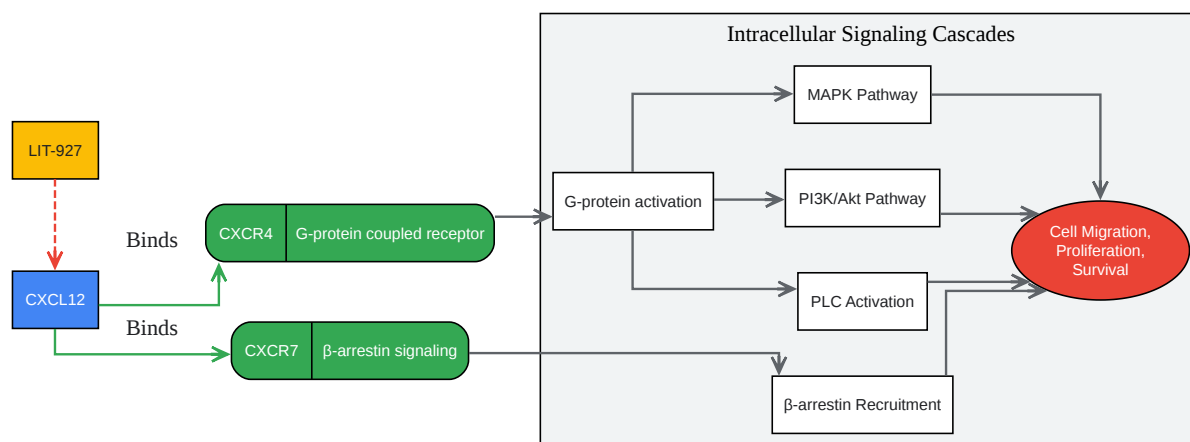 Intracellular Signaling Cascades
MAPK Pathway
LIT-927
G-protein activation
PI3K/Akt Pathway
Binds
CXCR4
G-protein coupled receptor
Cell Migration,
Proliferation,
Survival
CXCL12
PLC Activation
Binds
CXCR7
β-arrestin signaling
β-arrestin Recruitment